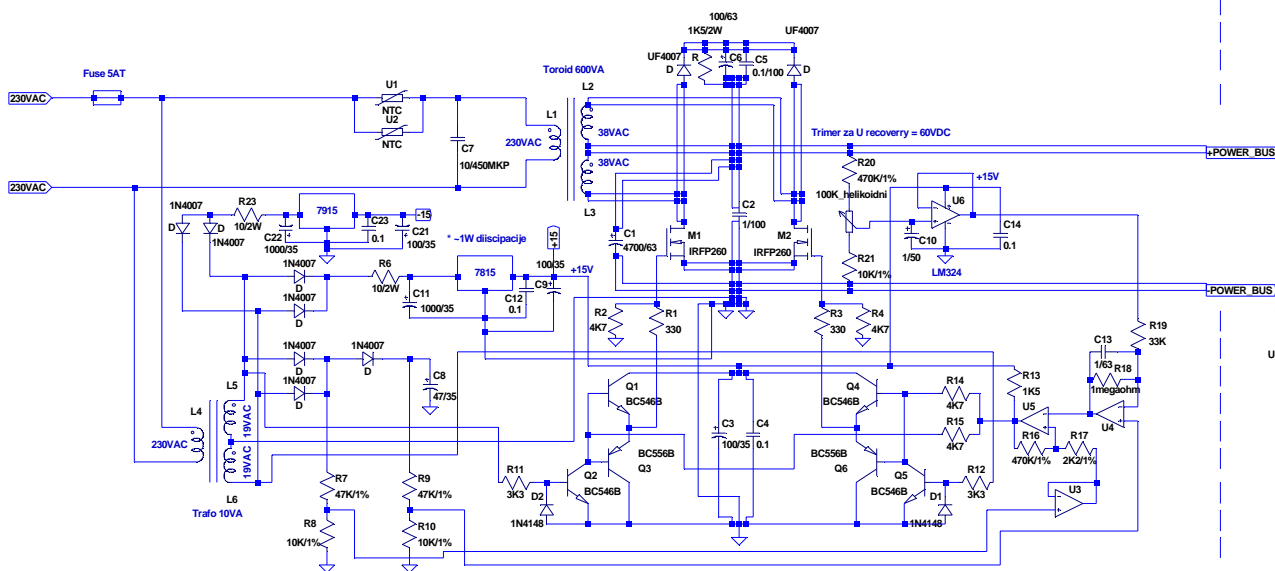 100/63
1K5/2W
UF4007
UF4007
R
C6
C5
D
0.1/100
D
Fuse 5AT
Toroid 600VA
U1
L2
230VAC
NTC
U2
L1
NTC
C7
230VAC
38VAC
Trimer za U recoverry = 60VDC
10/450MKP
38VAC
+POWER_BUS
R20
470K/1%
+15V
230VAC
100K_helikoidni
U6
1N4007
R23
7915
-15
L3
C2
C14
D
D
10/2W
C23
C21
1/100
C10
0.1
1N4007
C22
0.1
100/35
* ~1W diiscipacije
+15
C1
M1
M2
1000/35
4700/63
IRFP260
IRFP260
1/50
LM324
1N4007
R6
7815
100/35
+15V
R21
10K/1%
D
10/2W
C11
C12
C9
-POWER_BUS
1000/35
0.1
D
R2
R1
R3
R4
R19
4K7
330
330
4K7
33K
1N4007
1N4007
C13
D
D
1/63
R18
U
1N4007
C8
R13
1megaohm
L5
47/35
Q1
Q4
R14
1K5
D
BC546B
BC546B
4K7
U5
U4
L4
19VAC
R15
C3
C4
R16
R17
230VAC
100/35
0.1
4K7
19VAC
BC556B
BC556B
470K/1%
2K2/1%
R11
Q3
Q6
R12
L6
R7
R9
Q2
Q5
U3
47K/1%
47K/1%
3K3
BC546B
BC546B
3K3
D2
D1
Trafo 10VA
R8
R10
1N4148
1N4148
10K/1%
10K/1%